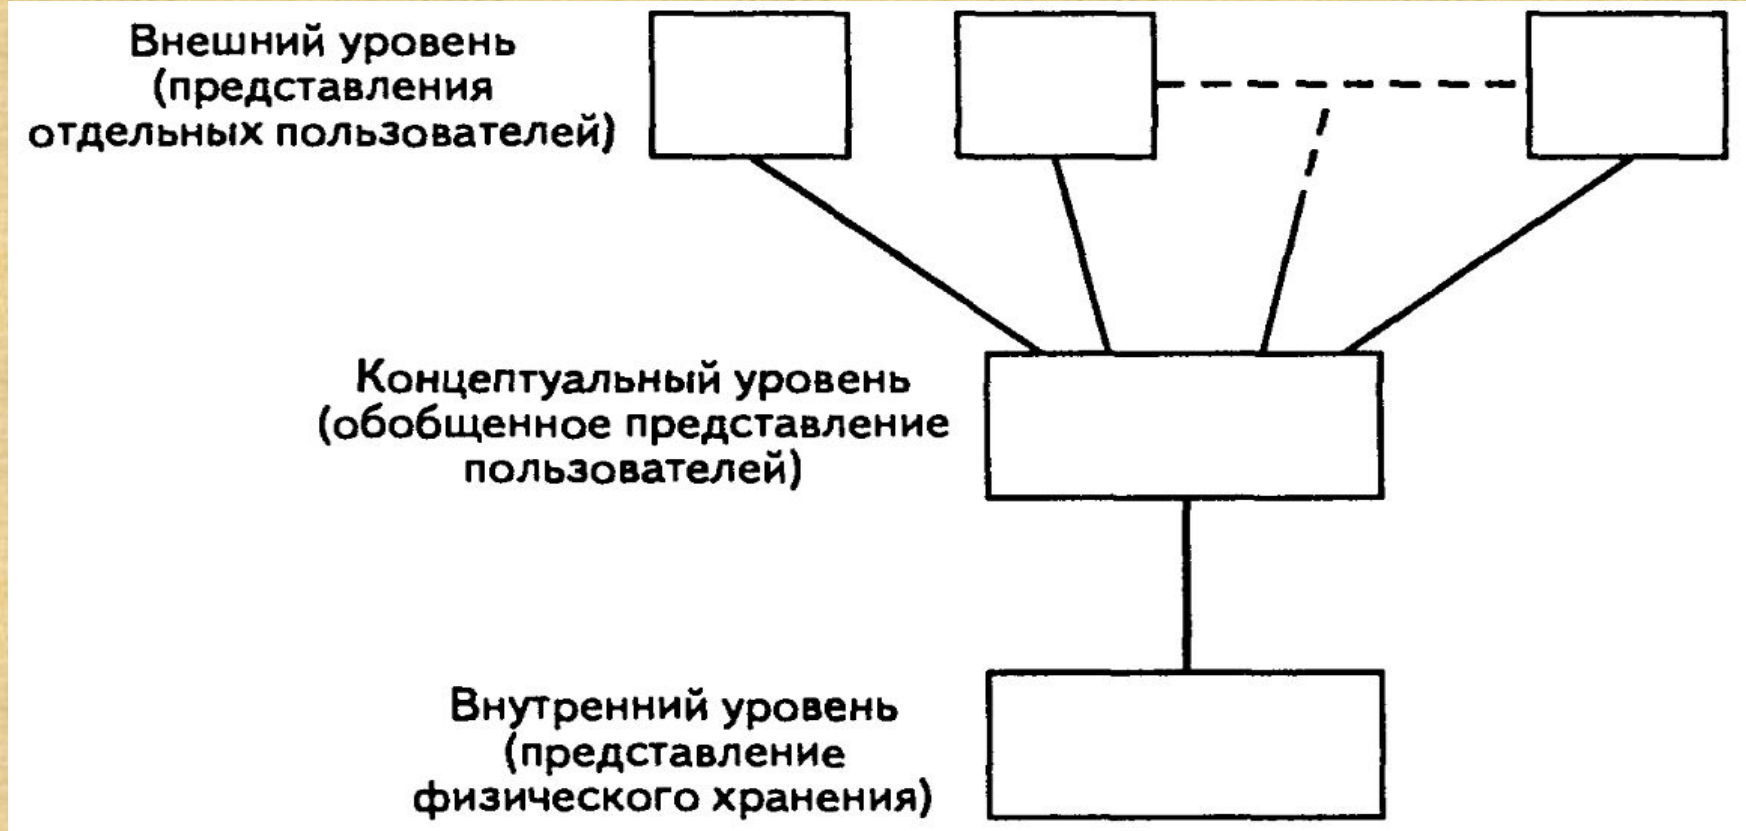 Внешний уровень
(представления
отдельных пользователей)
Концептуальный уровень
(обобщенное представление
пользователей)
Внутренний уровень
(представление
физического хранения)